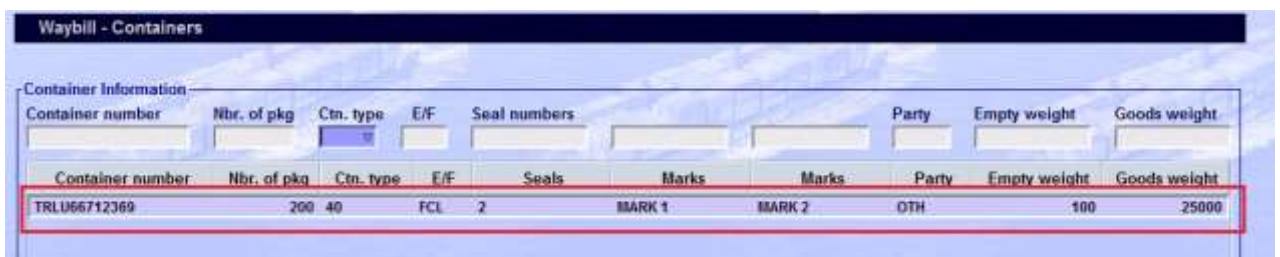 Waybill - Containers
Container Information
Container number Nbr. of pkg Ctn. type E/F Seal numbers Party Empty weight Goods weight
Container number Nbr. of pkg Ctn. type E/F Seals Marks Marks Party Empty weight Goods weight
TRLU66712369 200 40 FCL 2 MARK 1 MARK 2 OTH 100 25000